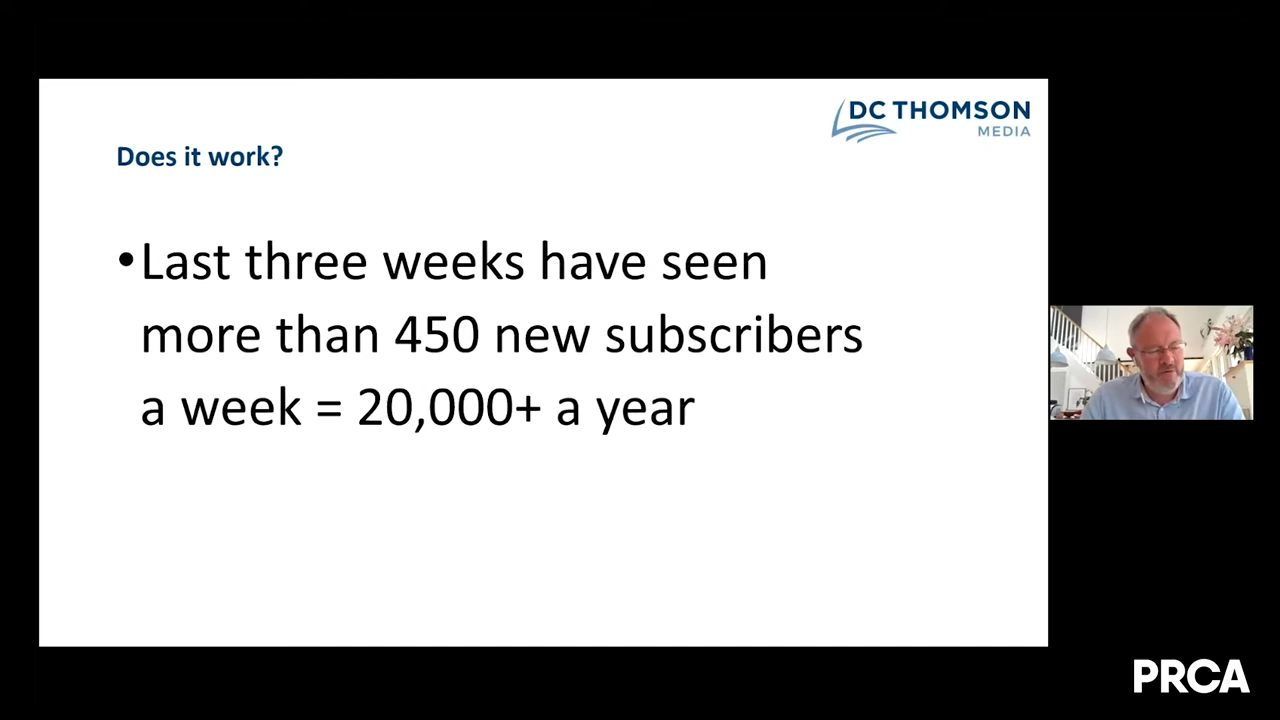 DC THOMSON
MEDIA
Does it work?
•Last three weeks have seen
more than 450 new subscribers
a week = 20,000+ a year
PRCA